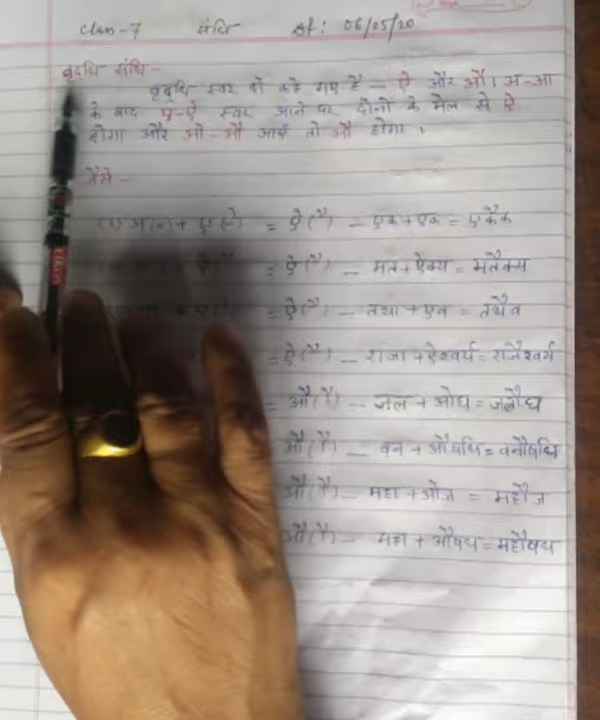 Class-7 संधि Dt: 06/05/20
वृद्धि संधि-
वृद्धि स्वर दो कहे गए है — ऐ और औ। अ-आ
के बाद ए-ऐ स्वर आने पर दोनों के मेल से ऐ
होगा और ओ-औ आएँ तो औ होगा।
जैसे -
= ऐ(ै) — एक+एक = एकैक
= ऐ(ै) — मत+ऐक्य = मतैक्य
= ऐ(ै) — तथा+एव = तथैव
= ऐ(ै) — राजा+ऐश्वर्य = राजैश्वर्य
= औ(ौ) — जल+ओघ = जलौघ
औ(ौ) — वन+औषधि = वनौषधि
औ(ौ) — महा+ओज = महौज
औ(ौ) — महा+औषध = महौषध